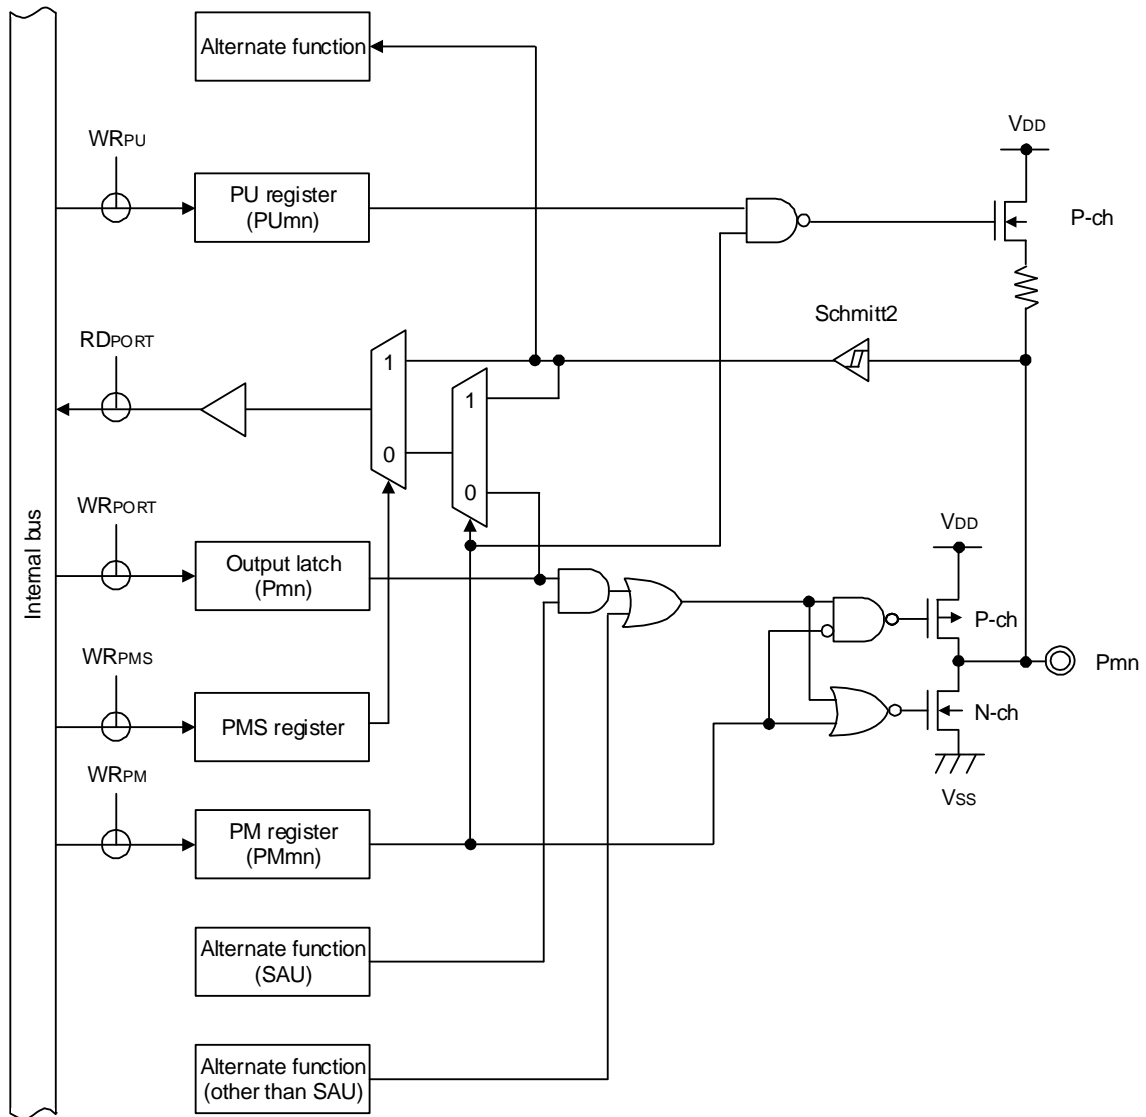 Alternate function
WRPU
VDD
PU register
(PUmn)
P-ch
Schmitt2
RDPORT
1
1
0
0
WRPORT
VDD
Internal bus
Output latch
(Pmn)
P-ch
Pmn
WRPMS
PMS register
N-ch
WRPM
VSS
PM register
(PMmn)
Alternate function
(SAU)
Alternate function
(other than SAU)